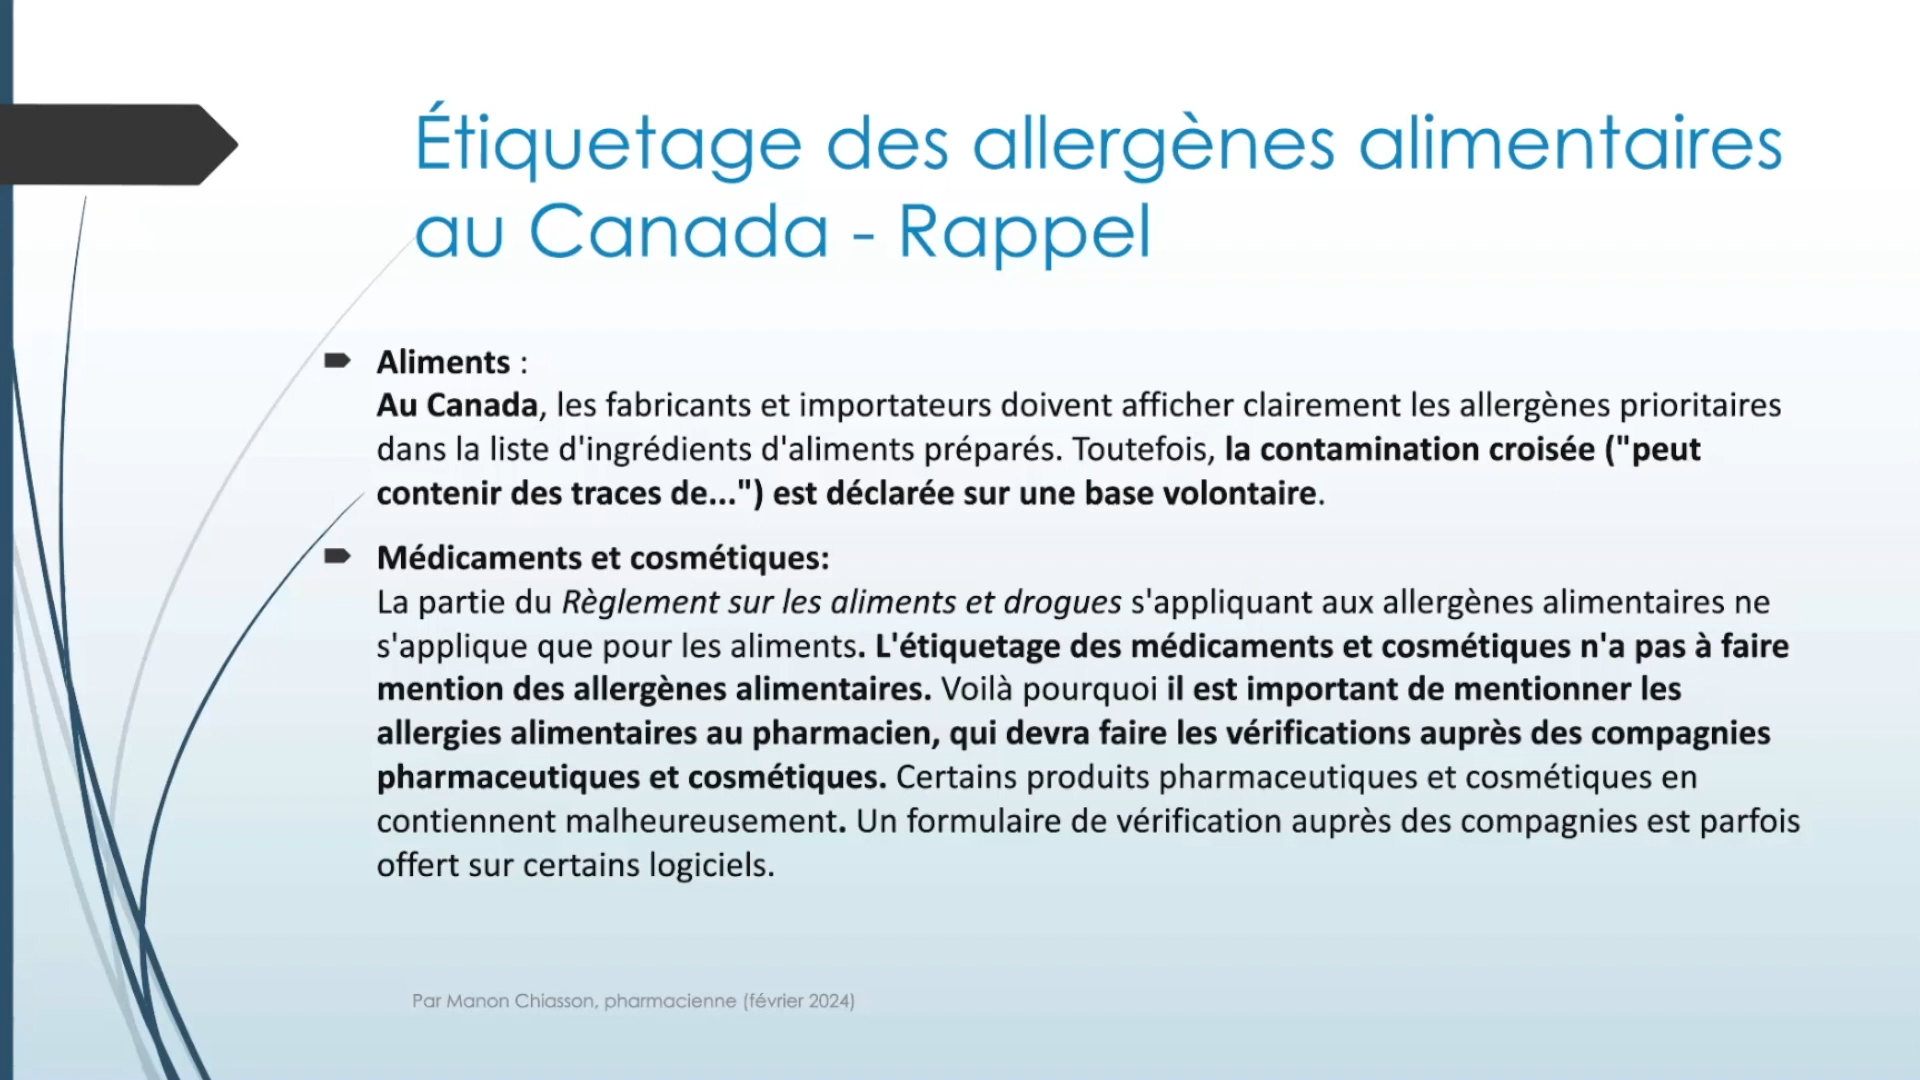 Étiquetage des allergènes alimentaires
au Canada - Rappel
Aliments :
Au Canada, les fabricants et importateurs doivent afficher clairement les allergènes prioritaires
dans la liste d'ingrédients d'aliments préparés. Toutefois, la contamination croisée ("peut
contenir des traces de...") est déclarée sur une base volontaire.
Médicaments et cosmétiques:
La partie du Règlement sur les aliments et drogues s'appliquant aux allergènes alimentaires ne
s'applique que pour les aliments. L'étiquetage des médicaments et cosmétiques n'a pas à faire
mention des allergènes alimentaires. Voilà pourquoi il est important de mentionner les
allergies alimentaires au pharmacien, qui devra faire les vérifications auprès des compagnies
pharmaceutiques et cosmétiques. Certains produits pharmaceutiques et cosmétiques en
contiennent malheureusement. Un formulaire de vérification auprès des compagnies est parfois
offert sur certains logiciels.
Par Manon Chiasson, pharmacienne (février 2024)